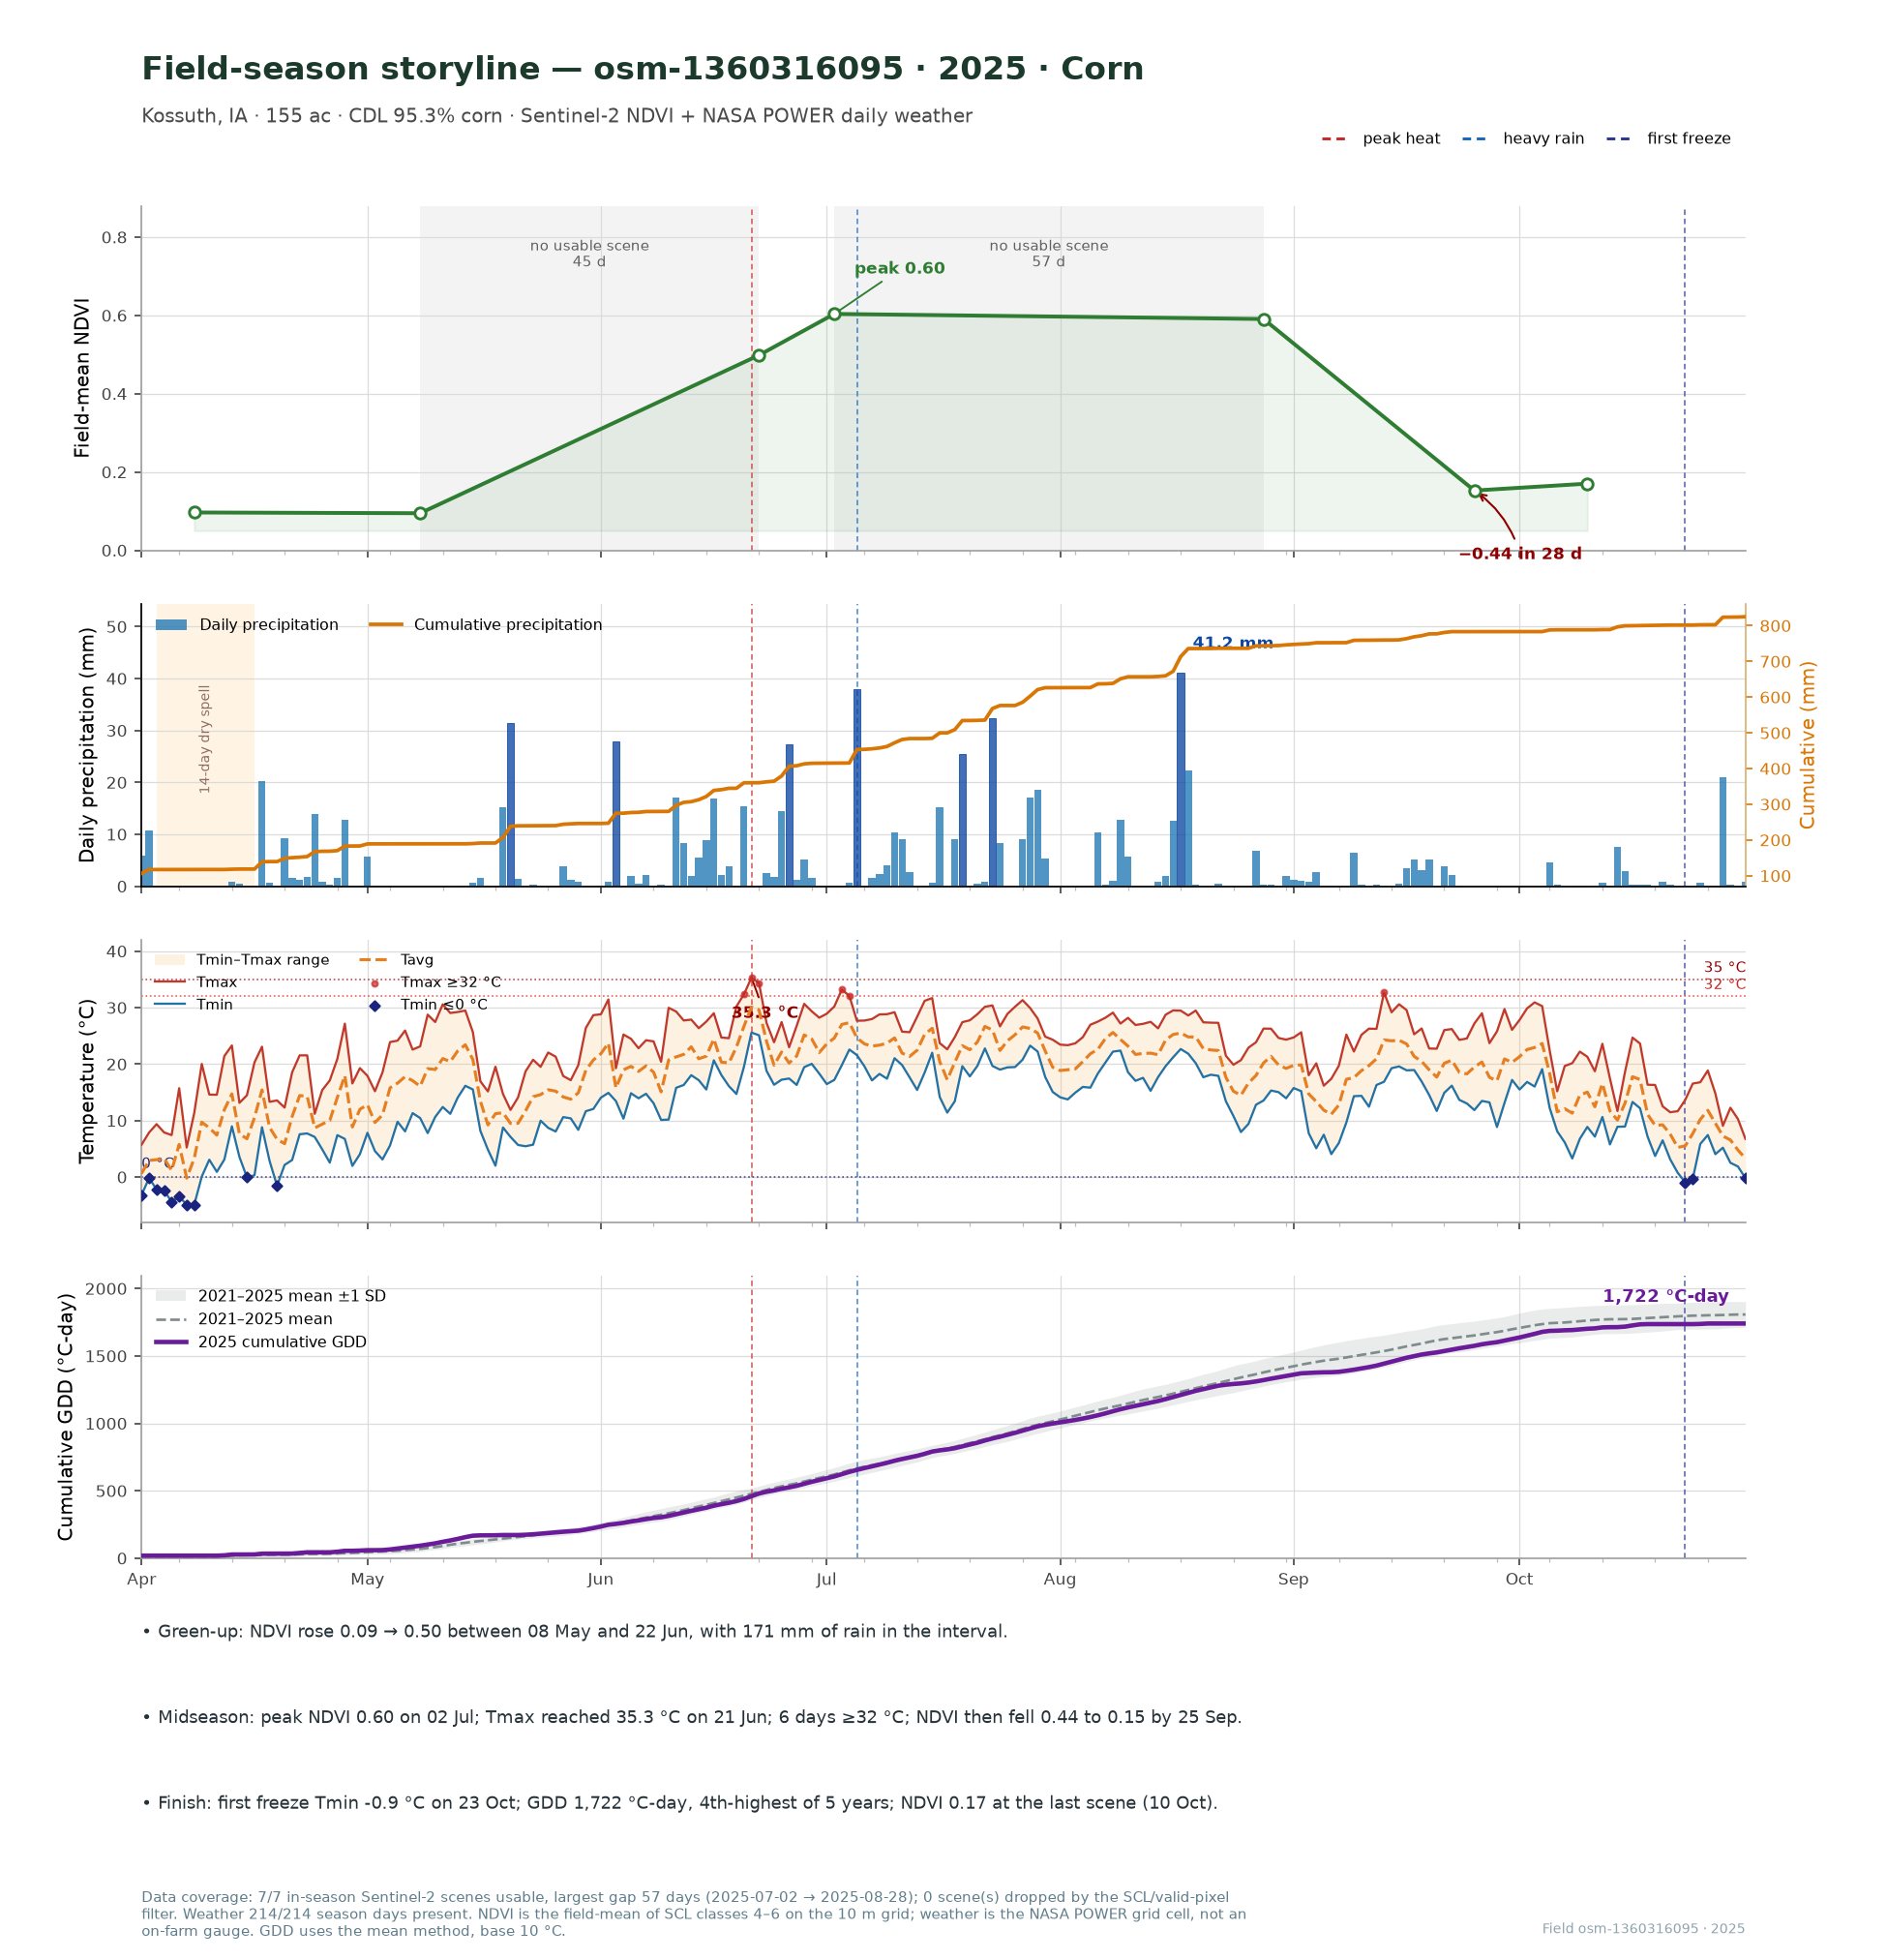 Field-season storyline — osm-1360316095 · 2025 · Corn
Kossuth, IA · 155 ac · CDL 95.3% corn · Sentinel-2 NDVI + NASA POWER daily weather
peak heat
heavy rain
first freeze
Field-mean NDVI
0.8
0.6
0.4
0.2
0.0
no usable scene
45 d
no usable scene
57 d
peak 0.60
−0.44 in 28 d
Daily precipitation (mm)
50
40
30
20
10
0
Daily precipitation
Cumulative precipitation
14-day dry spell
41.2 mm
800
700
600
500
400
300
200
100
Cumulative (mm)
Temperature (°C)
40
30
20
10
0
Tmin–Tmax range
Tmax
Tmin
Tavg
Tmax ≥32 °C
Tmin ≤0 °C
35 °C
32 °C
35.3 °C
0 °C
Cumulative GDD (°C-day)
2000
1500
1000
500
0
2021–2025 mean ±1 SD
2021–2025 mean
2025 cumulative GDD
1,722 °C-day
Apr
May
Jun
Jul
Aug
Sep
Oct
• Green-up: NDVI rose 0.09 → 0.50 between 08 May and 22 Jun, with 171 mm of rain in the interval.
• Midseason: peak NDVI 0.60 on 02 Jul; Tmax reached 35.3 °C on 21 Jun; 6 days ≥32 °C; NDVI then fell 0.44 to 0.15 by 25 Sep.
• Finish: first freeze Tmin -0.9 °C on 23 Oct; GDD 1,722 °C-day, 4th-highest of 5 years; NDVI 0.17 at the last scene (10 Oct).
Data coverage: 7/7 in-season Sentinel-2 scenes usable, largest gap 57 days (2025-07-02 → 2025-08-28); 0 scene(s) dropped by the SCL/valid-pixel
filter. Weather 214/214 season days present. NDVI is the field-mean of SCL classes 4–6 on the 10 m grid; weather is the NASA POWER grid cell, not an
on-farm gauge. GDD uses the mean method, base 10 °C.
Field osm-1360316095 · 2025